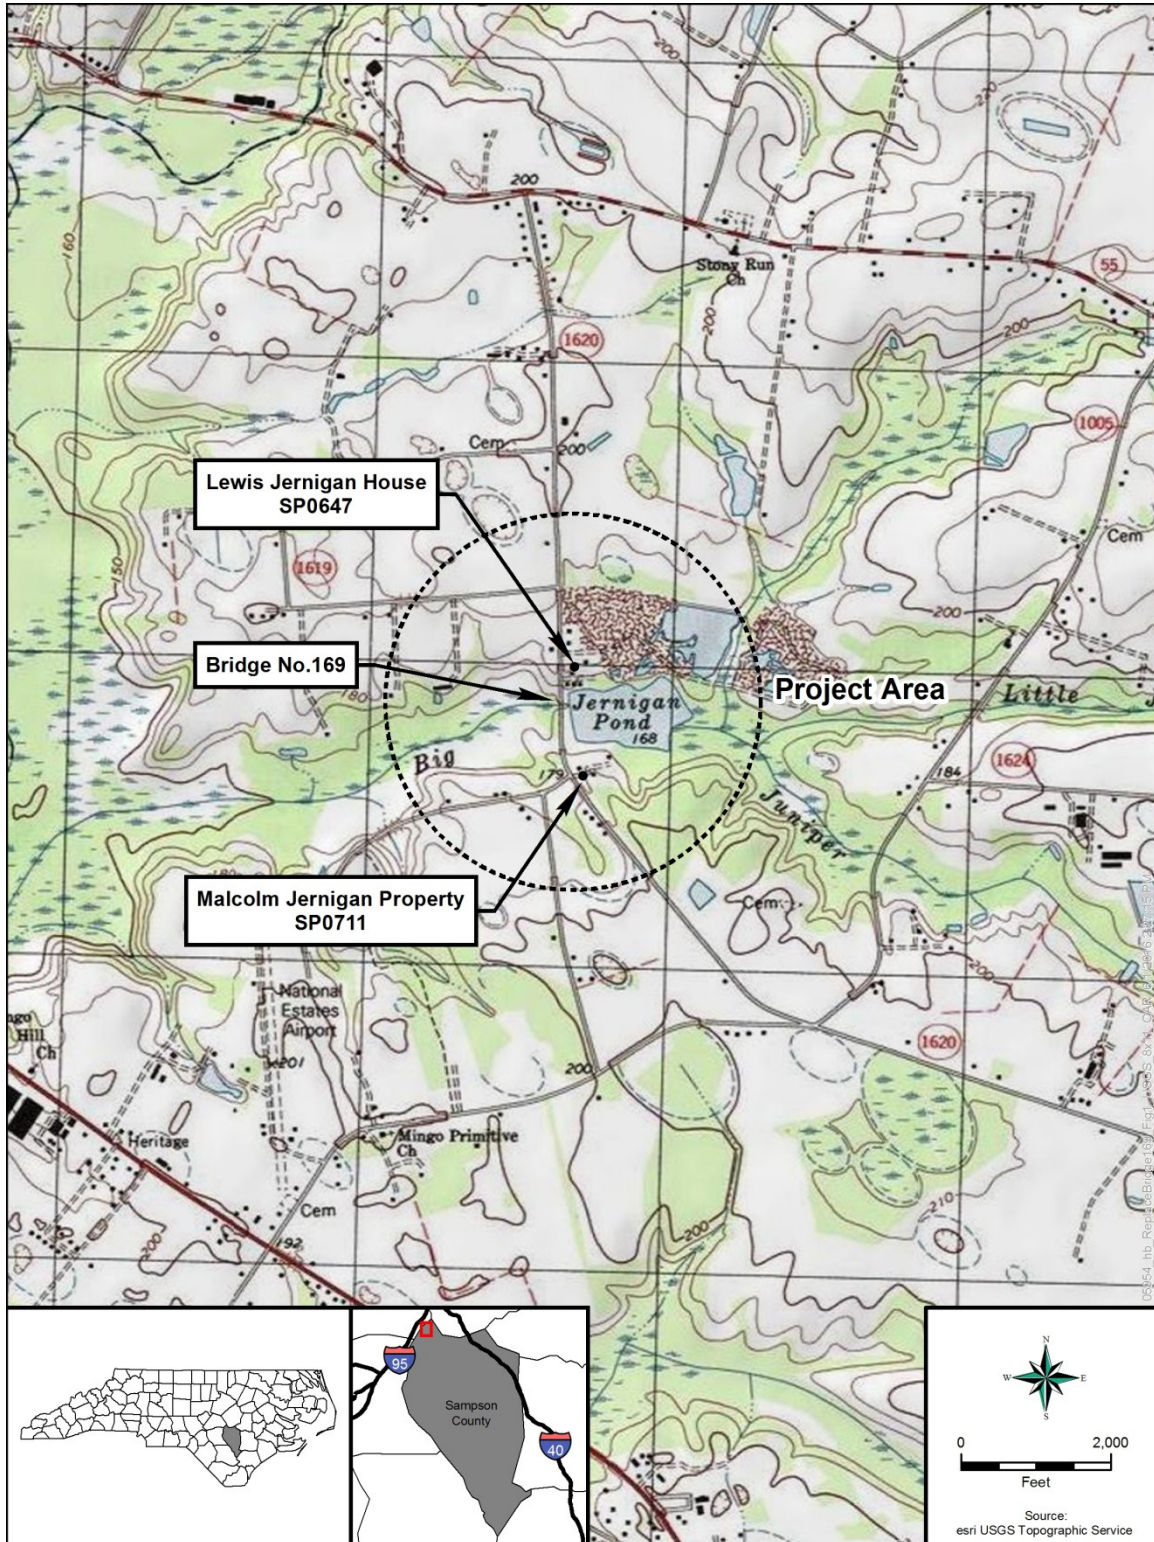 200
220
160
200
Stony Run
Ch
55
200
200
1620
1005
Cem
200
Lewis Jernigan House
SP0647
Cem
150
1619
200
Bridge No.169
180
Project Area
Jernigan
Pond
168
Little
Big
179
184
1624
Juniper
Malcolm Jernigan Property
SP0711
Cem
200
National
Estates
Airport
Hill
Ch
201
1620
200
Heritage
Mingo Primitive
Ch
Cem
210
200
200
192
95
Sampson
County
40
N
W
E
S
0
2,000
Feet
Source:
esri USGS Topographic Service